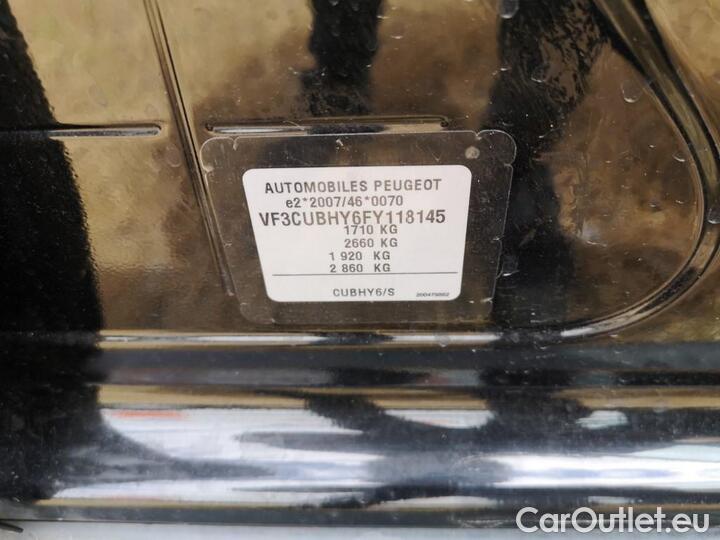 AUTOMOBILES PEUGEOT
e2*2007/46*0070
VF3CUBHY6FY118145
1710 KG
2660 KG
1 920 KG
2 860 KG
CUBHY6/S
CarOutlet.eu